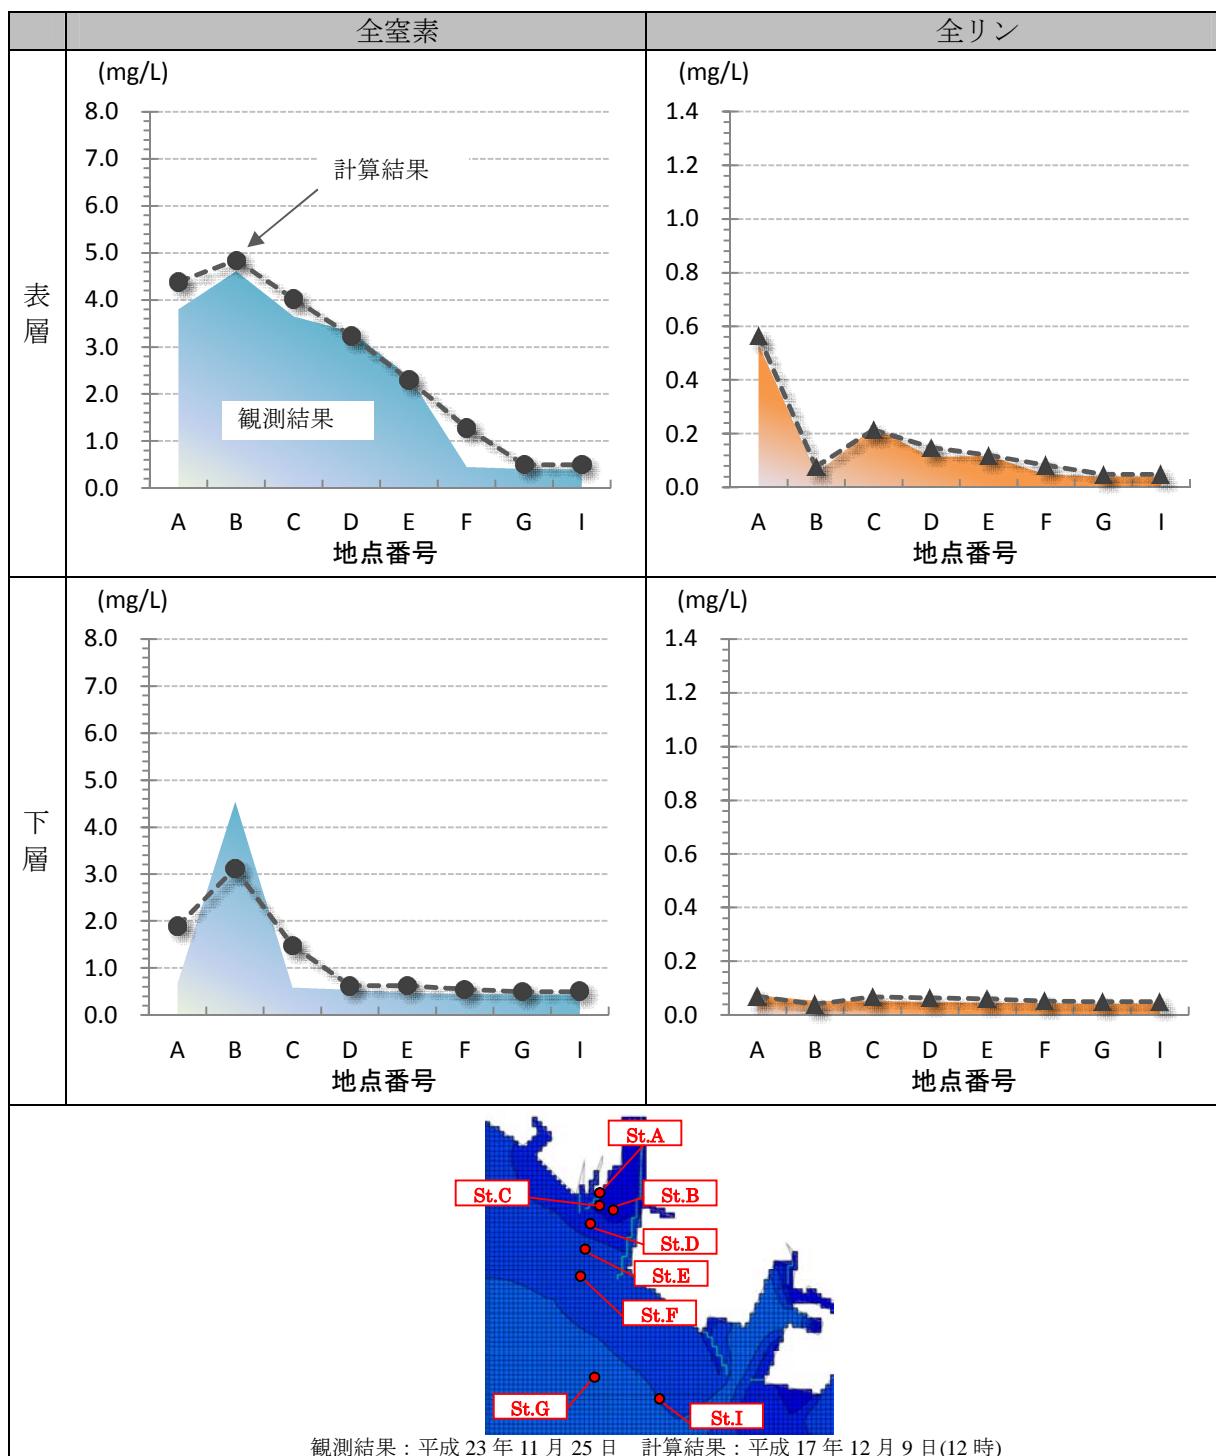 全窒素
全リン
表層
(mg/L)
8.0
7.0
6.0
5.0
4.0
3.0
2.0
1.0
0.0
計算結果
観測結果
A B C D E F G I
地点番号
(mg/L)
1.4
1.2
1.0
0.8
0.6
0.4
0.2
0.0
A B C D E F G I
地点番号
下層
(mg/L)
8.0
7.0
6.0
5.0
4.0
3.0
2.0
1.0
0.0
A B C D E F G I
地点番号
(mg/L)
1.4
1.2
1.0
0.8
0.6
0.4
0.2
0.0
A B C D E F G I
地点番号
St.A
St.C
St.B
St.D
St.E
St.F
St.G
St.I
観測結果：平成 23 年 11 月 25 日 計算結果：平成 17 年 12 月 9 日(12 時)